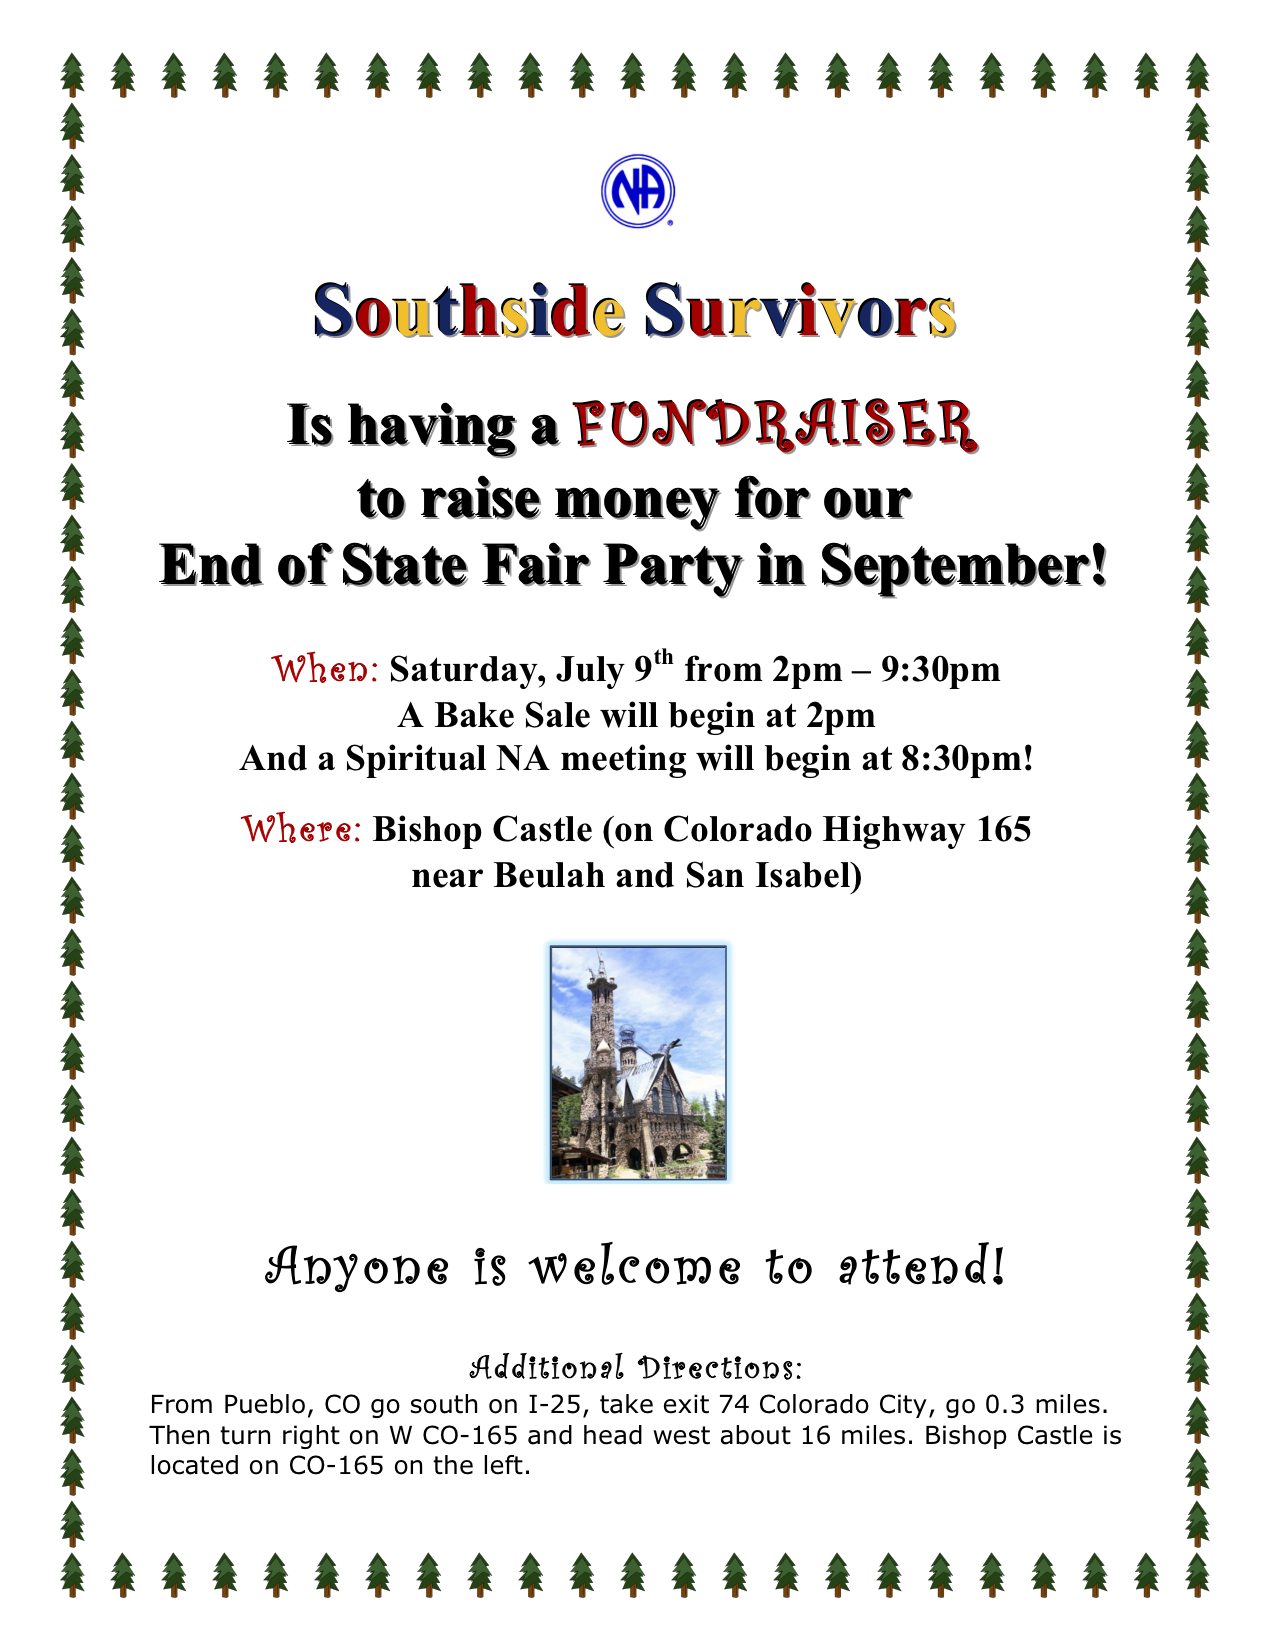 NA
®
Southside Survivors
Is having a FUNDRAISER
to raise money for our
End of State Fair Party in September!
When: Saturday, July 9th from 2pm – 9:30pm
A Bake Sale will begin at 2pm
And a Spiritual NA meeting will begin at 8:30pm!
Where: Bishop Castle (on Colorado Highway 165
near Beulah and San Isabel)
Anyone is welcome to attend!
Additional Directions:
From Pueblo, CO go south on I-25, take exit 74 Colorado City, go 0.3 miles.
Then turn right on W CO-165 and head west about 16 miles. Bishop Castle is
located on CO-165 on the left.